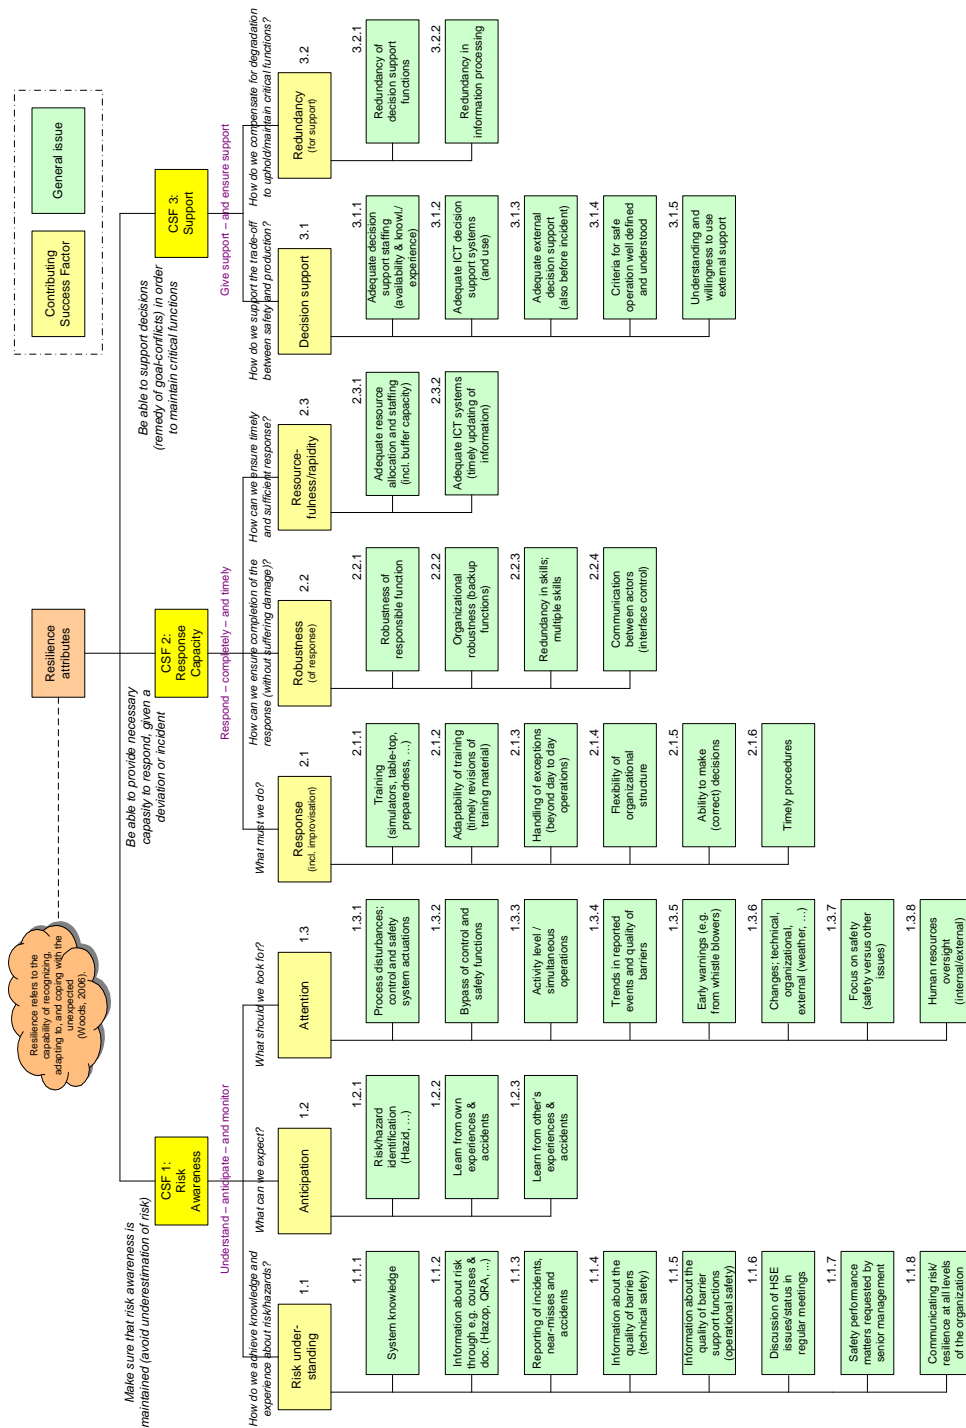 Resilience refers to the
capability of recognizing,
adapting to, and coping with the
unexpected
(Woods, 2006).
Resilience
attributes
Contributing
Success Factor
General issue
Make sure that risk awareness is
maintained (avoid underestimation of risk)
CSF 1:
Risk
Awareness
Understand – anticipate – and monitor
Be able to provide necessary
capacity to respond, given a
deviation or incident
CSF 2:
Response
Capacity
Respond – completely – and timely
Be able to support decisions
(remedy of goal-conflicts) in order
to maintain critical functions
CSF 3:
Support
Give support – and ensure support
How do we achieve knowledge and
experience about risk/hazards?
Risk under-
standing
1.1
1.1.1
System knowledge
1.1.2
Information about risk
through e.g. courses &
doc. (Hazop, QRA, ...)
1.1.3
Reporting of incidents,
near-misses and
accidents
1.1.4
Information about the
quality of barriers
(technical safety)
1.1.5
Information about the
quality of barrier
support functions
(operational safety)
1.1.6
Discussion of HSE
issues/status in
regular meetings
1.1.7
Safety performance
matters requested by
senior management
1.1.8
Communicating risk/
resilience at all levels
of the organization
What can we expect?
Anticipation
1.2
1.2.1
Risk/hazard
identification
(Hazid, ...)
1.2.2
Learn from own
experiences &
accidents
1.2.3
Learn from other's
experiences &
accidents
What should we look for?
Attention
1.3
1.3.1
Process disturbances;
control and safety
system actuations
1.3.2
Bypass of control and
safety functions
1.3.3
Activity level /
simultaneous
operations
1.3.4
Trends in reported
events and quality of
barriers
1.3.5
Early warnings (e.g.
from whistle blowers)
1.3.6
Changes; technical,
organizational,
external (weather, ...)
1.3.7
Focus on safety
(safety versus other
issues)
1.3.8
Human resources
oversight
(internal/external)
What must we do?
Response
(incl. improvisation)
2.1
2.1.1
Training
(simulators, table-top,
preparedness, ...)
2.1.2
Adaptability of training
(timely revisions of
training material)
2.1.3
Handling of exceptions
(beyond day to day
operations)
2.1.4
Flexibility of
organizational
structure
2.1.5
Ability to make
(correct) decisions
2.1.6
Timely procedures
How can we ensure completion of the
response (without suffering damage)?
Robustness
(of response)
2.2
2.2.1
Robustness of
responsible function
2.2.2
Organizational
robustness (backup
functions)
2.2.3
Redundancy in skills;
multiple skills
2.2.4
Communication
between actors
(interface control)
How can we ensure timely
and sufficient response?
Resource-
fulness/rapidity
2.3
2.3.1
Adequate resource
allocation and staffing
(incl. buffer capacity)
2.3.2
Adequate ICT systems
(timely updating of
information)
How do we support the trade-off
between safety and production?
Decision support
3.1
3.1.1
Adequate decision
support staffing
(availability & knowl./
experience)
3.1.2
Adequate ICT decision
support systems
(and use)
3.1.3
Adequate external
decision support
(also before incident)
3.1.4
Criteria for safe
operation well defined
and understood
3.1.5
Understanding and
willingness to use
external support
How do we compensate for degradation
to uphold/maintain critical functions?
Redundancy
(for support)
3.2
3.2.1
Redundancy of
decision support
functions
3.2.2
Redundancy in
information processing